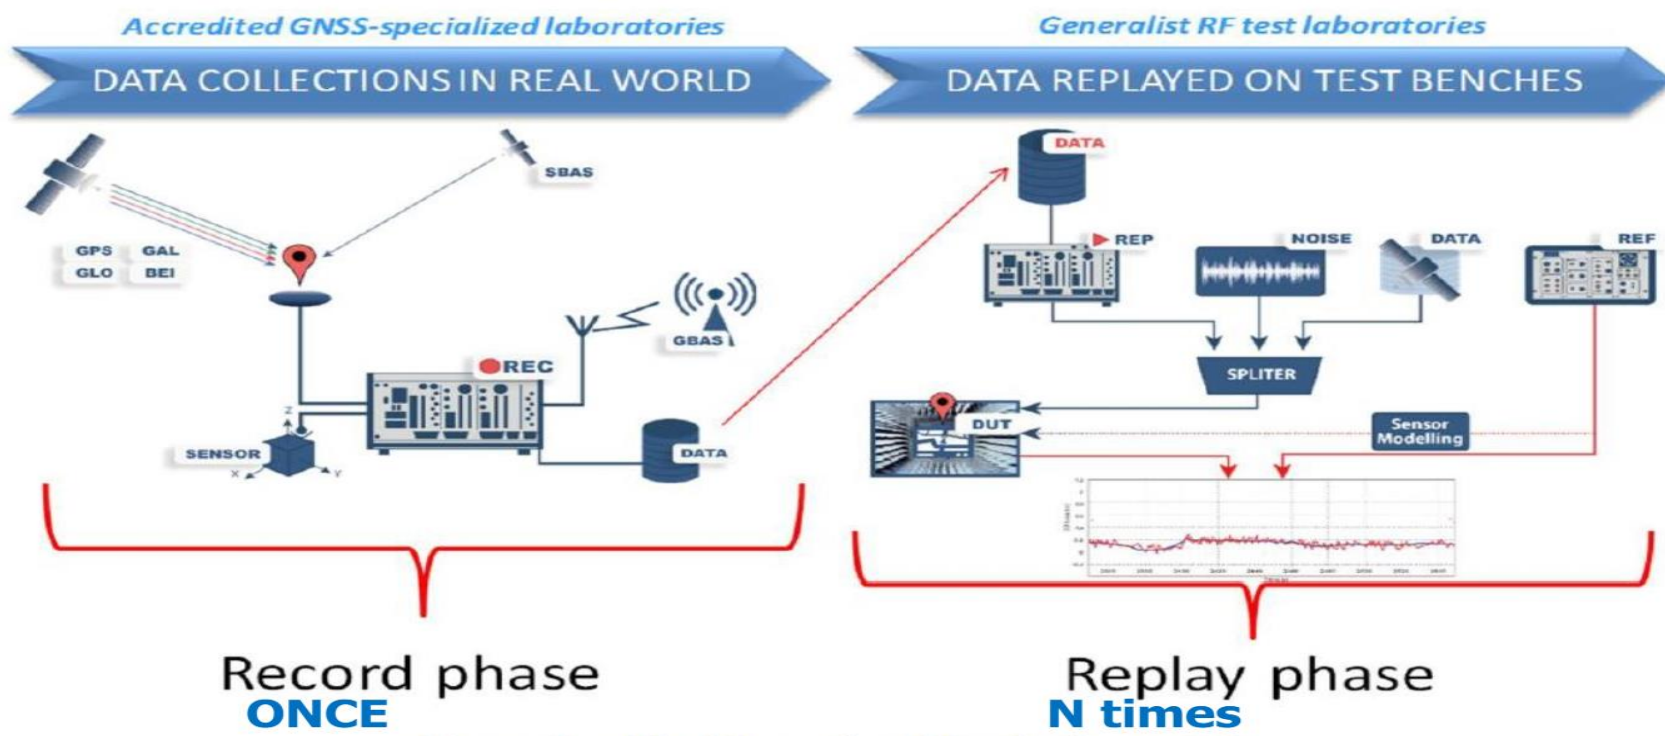 Accredited GNSS-specialized laboratories
DATA COLLECTIONS IN REAL WORLD
SBAS
GPS GAL
GLO BEI
GBAS
REC
Z
SENSOR
X
Y
DATA
Record phase
ONCE
Generalist RF test laboratories
DATA REPLAYED ON TEST BENCHES
DATA
REP
NOISE
DATA
REF
SPLITER
DUT
Sensor
Modelling
Replay phase
N times